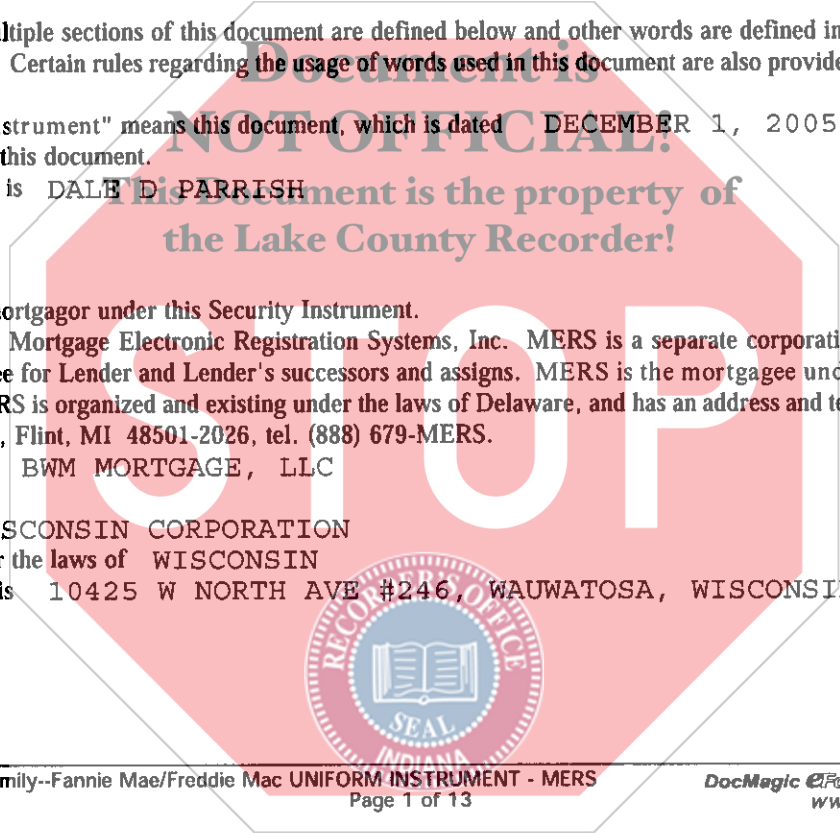 ltiple sections of this document are defined below and other words are defined in
Document is
Certain rules regarding the usage of words used in this document are also provide
strument" means this document, which is dated DECEMBER 1, 2005
NOT OFFICIAL!
this document.
is DALE D PARRISH
This Document is the property of
the Lake County Recorder!
ortgagor under this Security Instrument.
STOP
Mortgage Electronic Registration Systems, Inc. MERS is a separate corporati
e for Lender and Lender's successors and assigns. MERS is the mortgagee und
RS is organized and existing under the laws of Delaware, and has an address and te
, Flint, MI 48501-2026, tel. (888) 679-MERS.
BWM MORTGAGE, LLC
SCONSIN CORPORATION
r the laws of WISCONSIN
is 10425 W NORTH AVE #246, WAUWATOSA, WISCONSIN
RECORDER'S OFFICE
SEAL
INDIANA
mily--Fannie Mae/Freddie Mac UNIFORM INSTRUMENT - MERS
DocMagic eFo
Page 1 of 13
ww